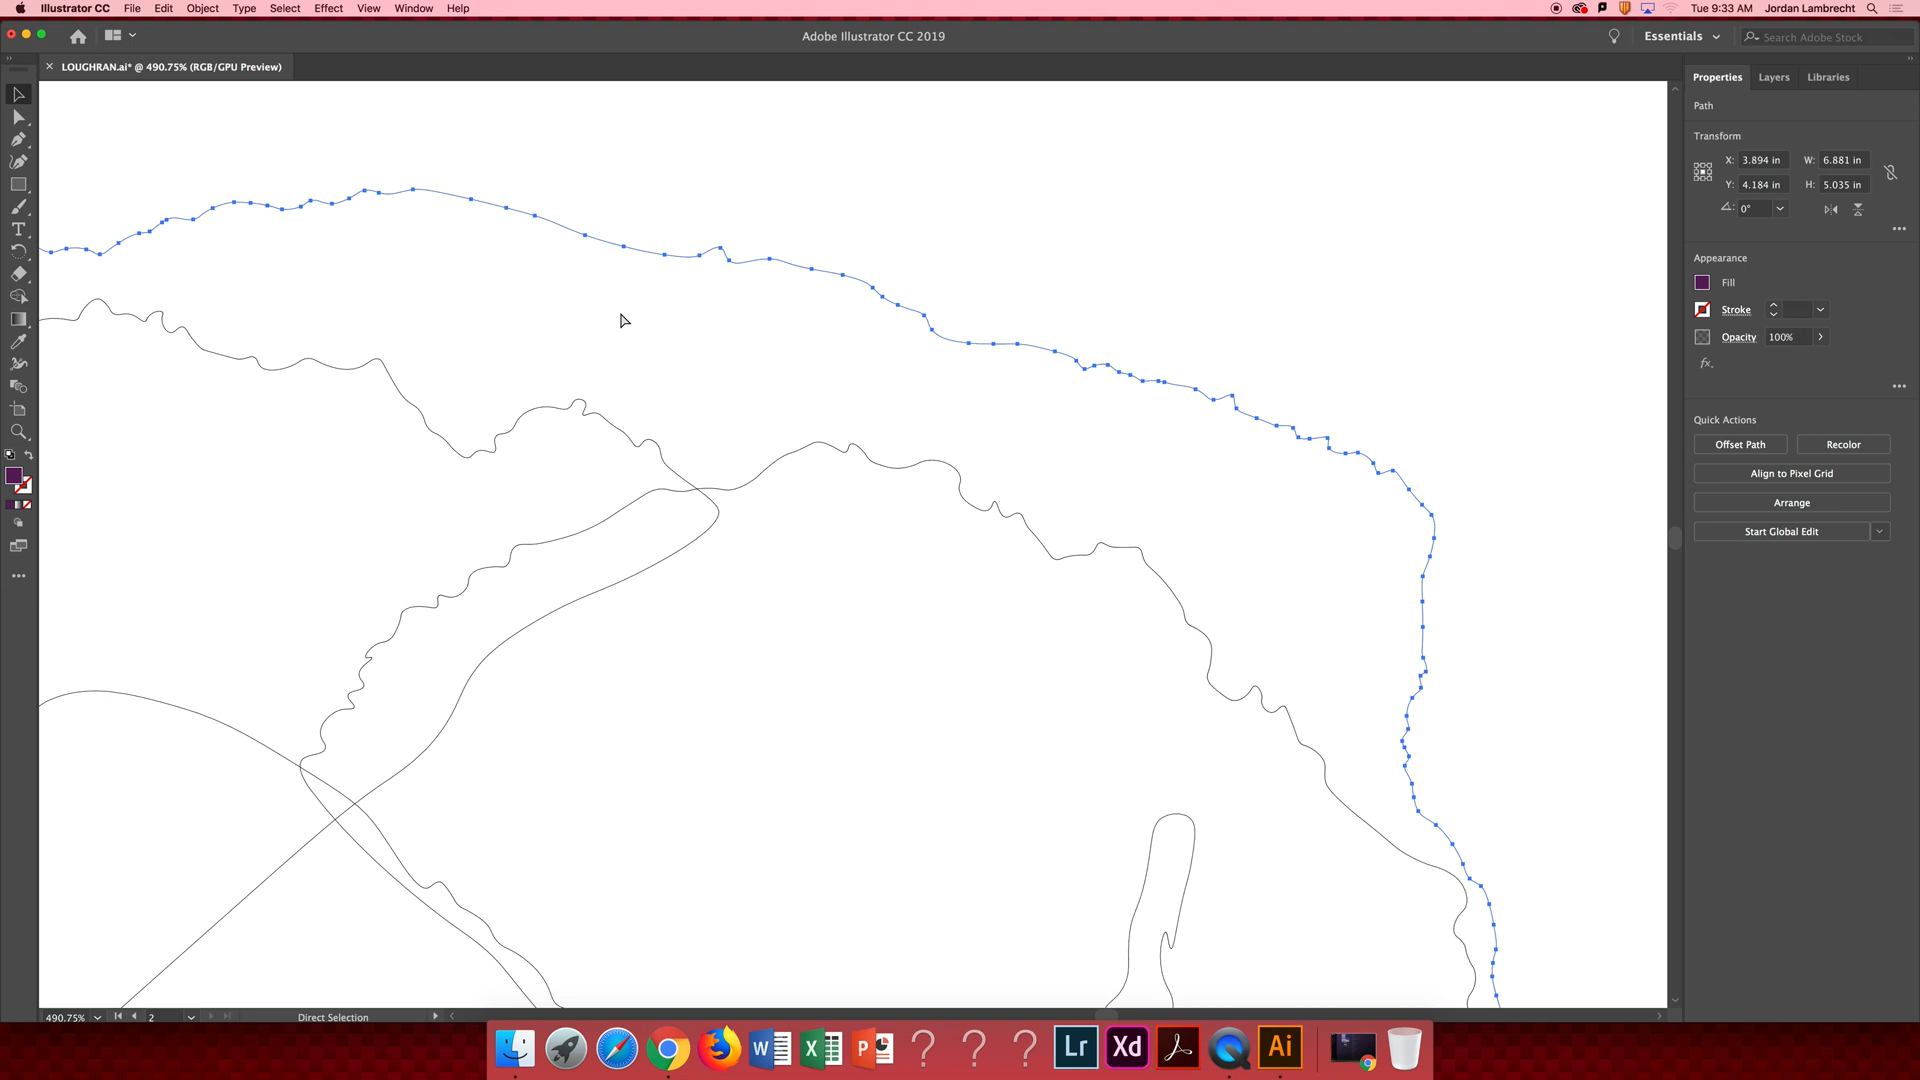 Illustrator CC File Edit Object Type Select Effect View Window Help Tue 9:33 AM Jordan Lambrecht
Adobe Illustrator CC 2019 Essentials Search Adobe Stock
LOUGHRAN.ai* @ 490.75% (RGB/GPU Preview)
Properties Layers Libraries
Path
Transform
X: 3.894 in W: 6.881 in
Y: 4.184 in H: 5.035 in
0°
Appearance
Fill
Stroke
Opacity 100%
fx.
Quick Actions
Offset Path Recolor
Align to Pixel Grid
Arrange
Start Global Edit
490.75% 2 Direct Selection
W X P ? ? ? Lr Xd Ai